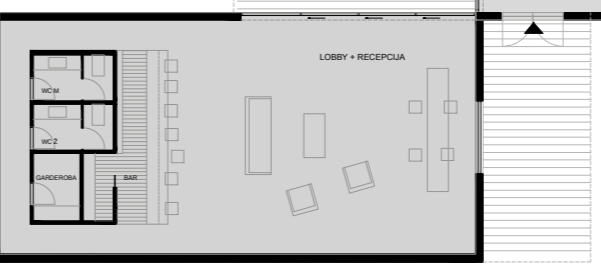 LOBBY + RECEPCIJA
WC M
WC Ž
GARDEROBA
BAR